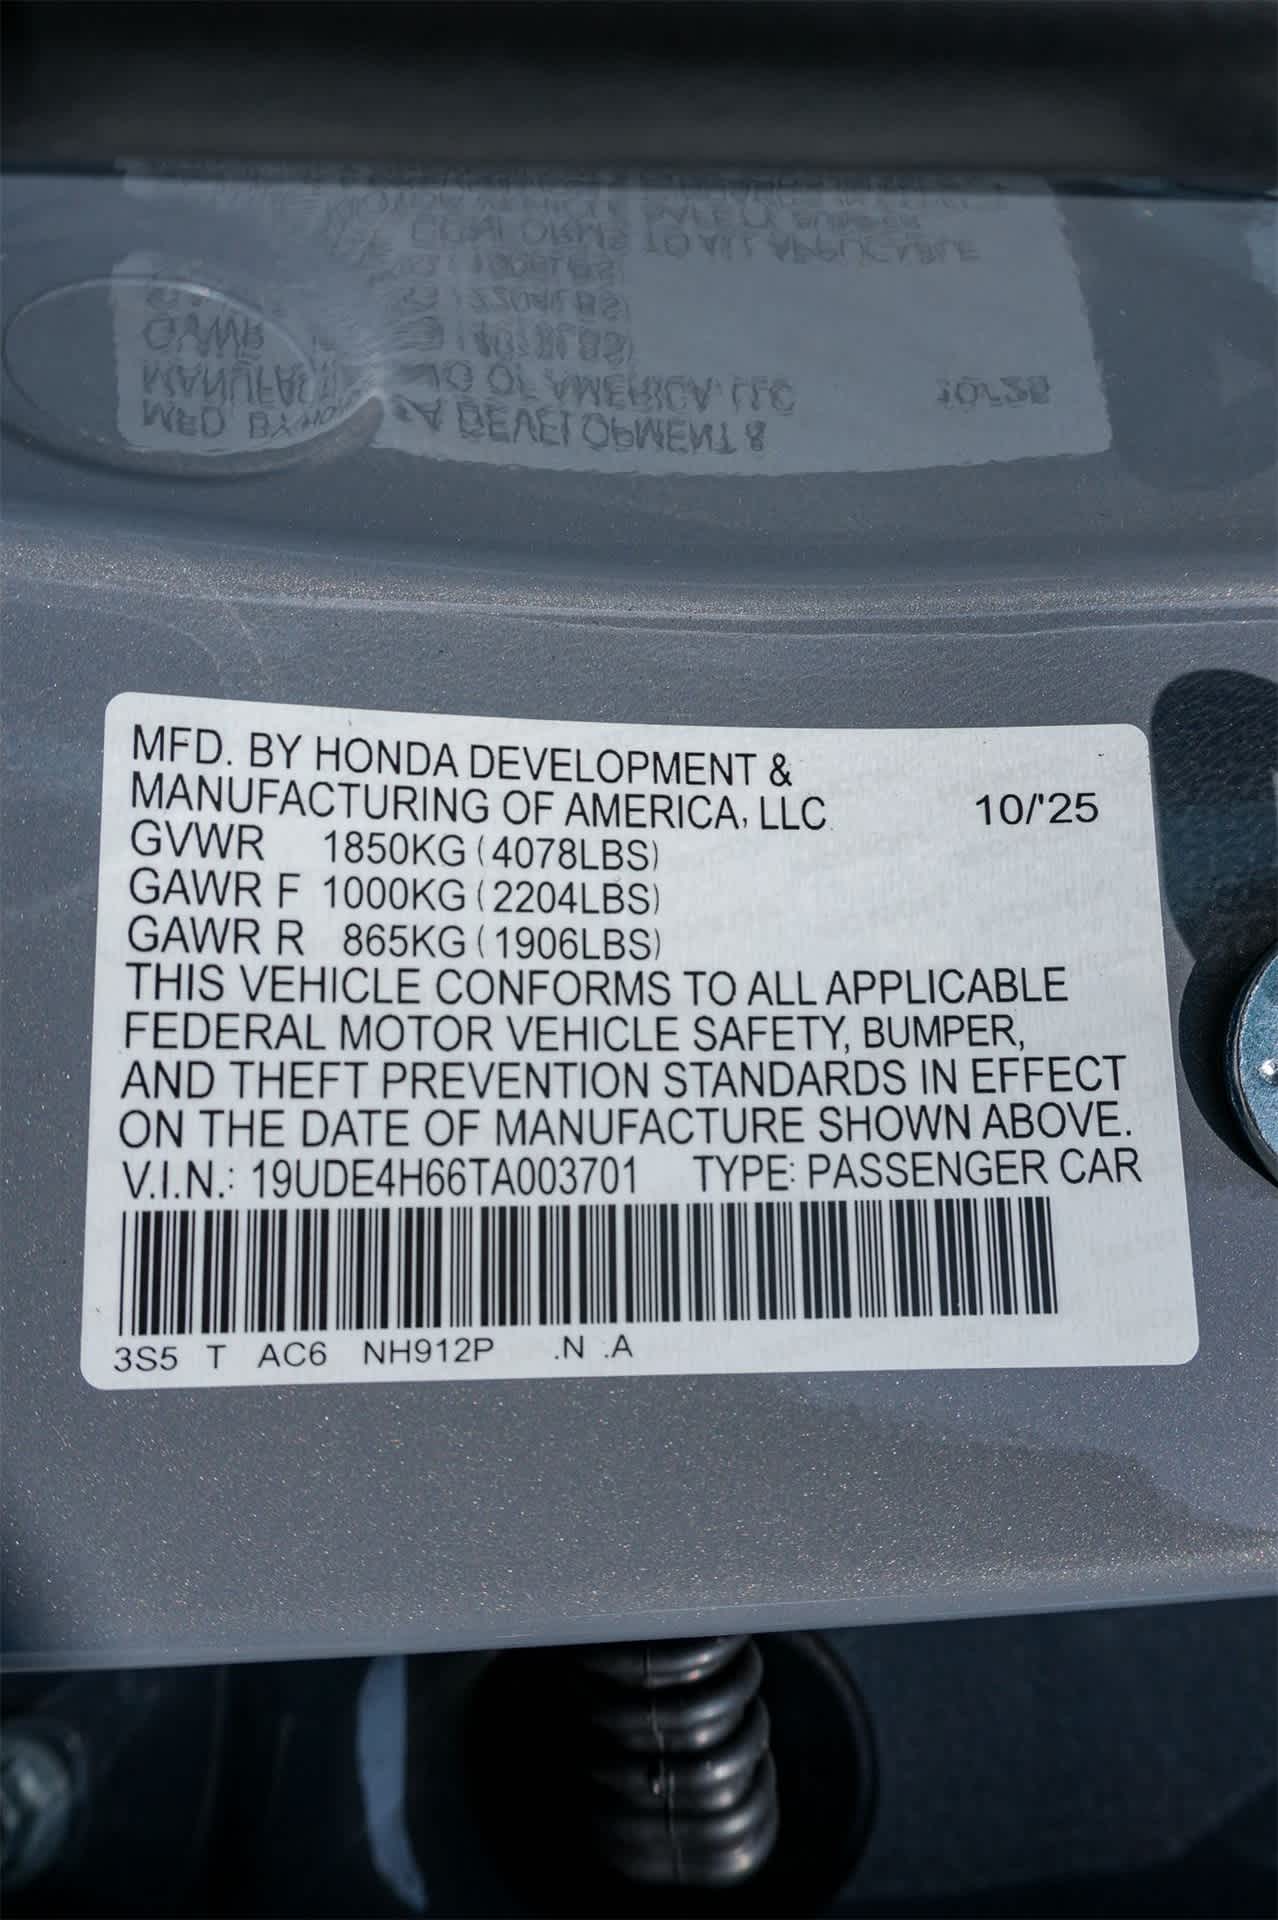 MFD. BY HONDA DEVELOPMENT &
MANUFACTURING OF AMERICA, LLC 10/'25
GVWR 1850KG (4078LBS)
GAWR F 1000KG (2204LBS)
GAWR R 865KG (1906LBS)
THIS VEHICLE CONFORMS TO ALL APPLICABLE
FEDERAL MOTOR VEHICLE SAFETY, BUMPER,
AND THEFT PREVENTION STANDARDS IN EFFECT
ON THE DATE OF MANUFACTURE SHOWN ABOVE.
V.I.N.: 19UDE4H66TA003701 TYPE: PASSENGER CAR
3S5 T AC6 NH912P .N .A